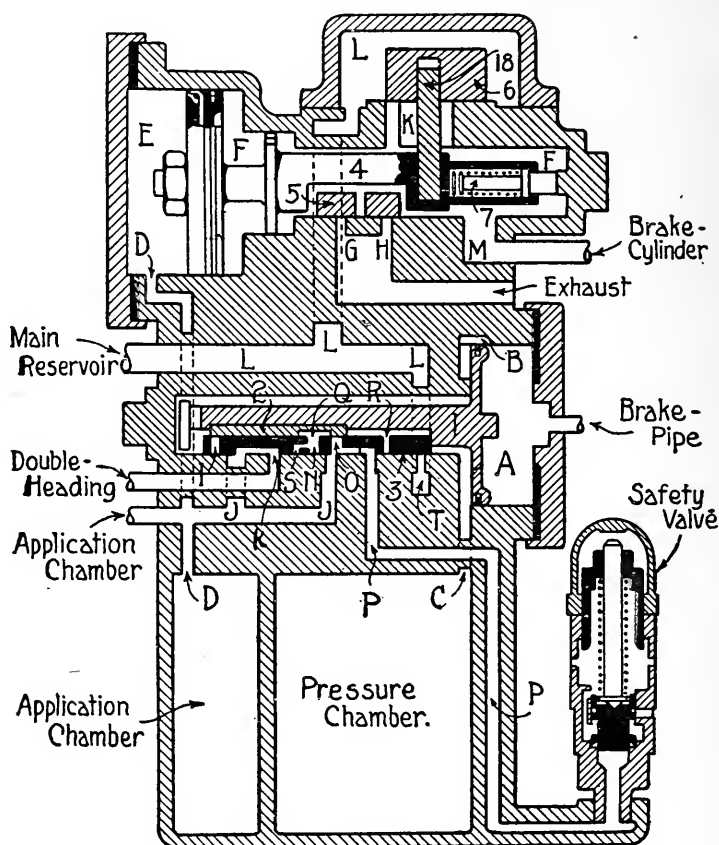 L
18
6
K
E
F
F
4
5
7
D
G
H
M
Brake-
Cylinder
Exhaust
Main
Reservoir
L
L
L
B
2
Q
R
1
Brake-
Pipe
A
Double-
Heading
1
S
N
O
3
T
J
J
K
Application
Chamber
D
P
C
Safety
Valve
Application
Chamber
Pressure
Chamber.
P